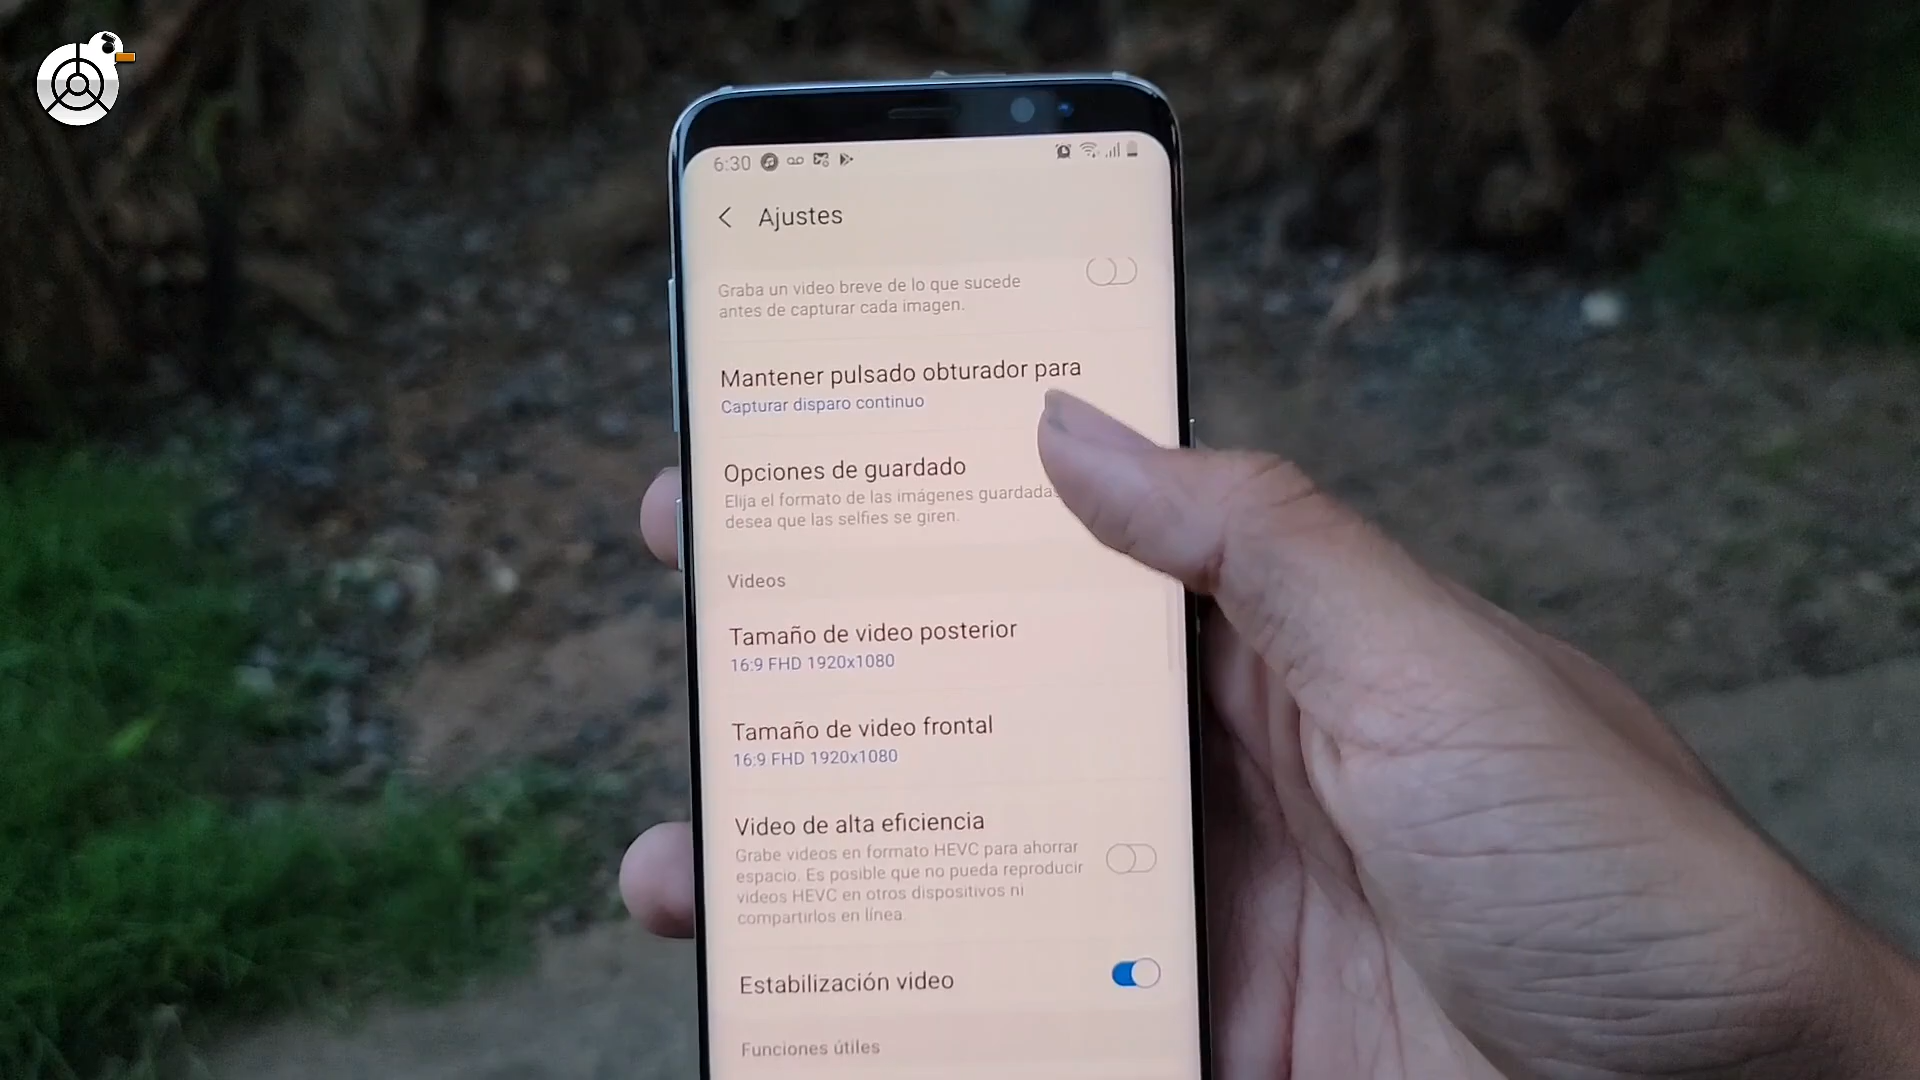 6:30
Ajustes
Graba un video breve de lo que sucede
antes de capturar cada imagen.
Mantener pulsado obturador para
Capturar disparo continuo
Opciones de guardado
Elija el formato de las imágenes guardadas
desea que las selfies se giren.
Videos
Tamaño de video posterior
16:9 FHD 1920x1080
Tamaño de video frontal
16:9 FHD 1920x1080
Video de alta eficiencia
Grabe videos en formato HEVC para ahorrar
espacio. Es posible que no pueda reproducir
videos HEVC en otros dispositivos ni
compartirlos en línea.
Estabilización video
Funciones útiles